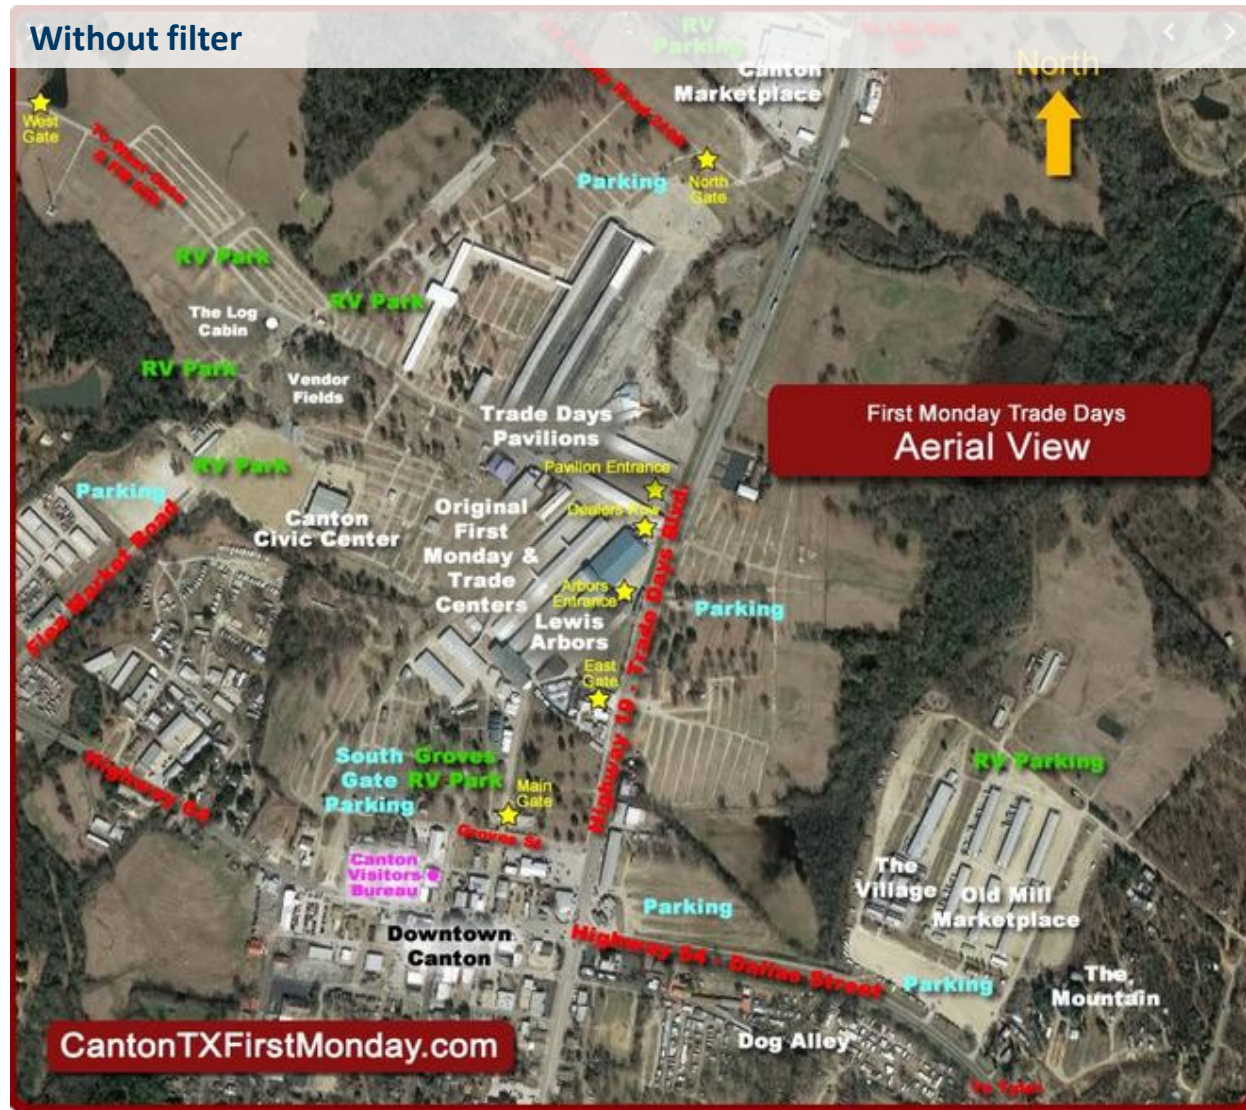 Without filter
RV
Parking
Canton
Marketplace
North
West
Gate
To West Gate
Parking
North
Gate
RV Park
RV Park
The Log
Cabin
RV Park
Vendor
Fields
First Monday Trade Days
Aerial View
Trade Days
Pavilions
Pavilion Entrance
RV Park
Parking
Dealers Row
Original
First
Monday &
Trade
Centers
Canton
Civic Center
Flea Market Road
Arbors
Entrance
Parking
Lewis
Arbors
East
Gate
Highway 19 - Trade Days Blvd.
Highway 64
South
Gate
Parking
Groves
RV Park
Main
Gate
Groves St.
RV Parking
Canton
Visitors
Bureau
The
Village
Old Mill
Marketplace
Parking
Downtown
Canton
Highway 64 - Dallas Street
Parking
The
Mountain
Dog Alley
CantonTXFirstMonday.com
To Tyler